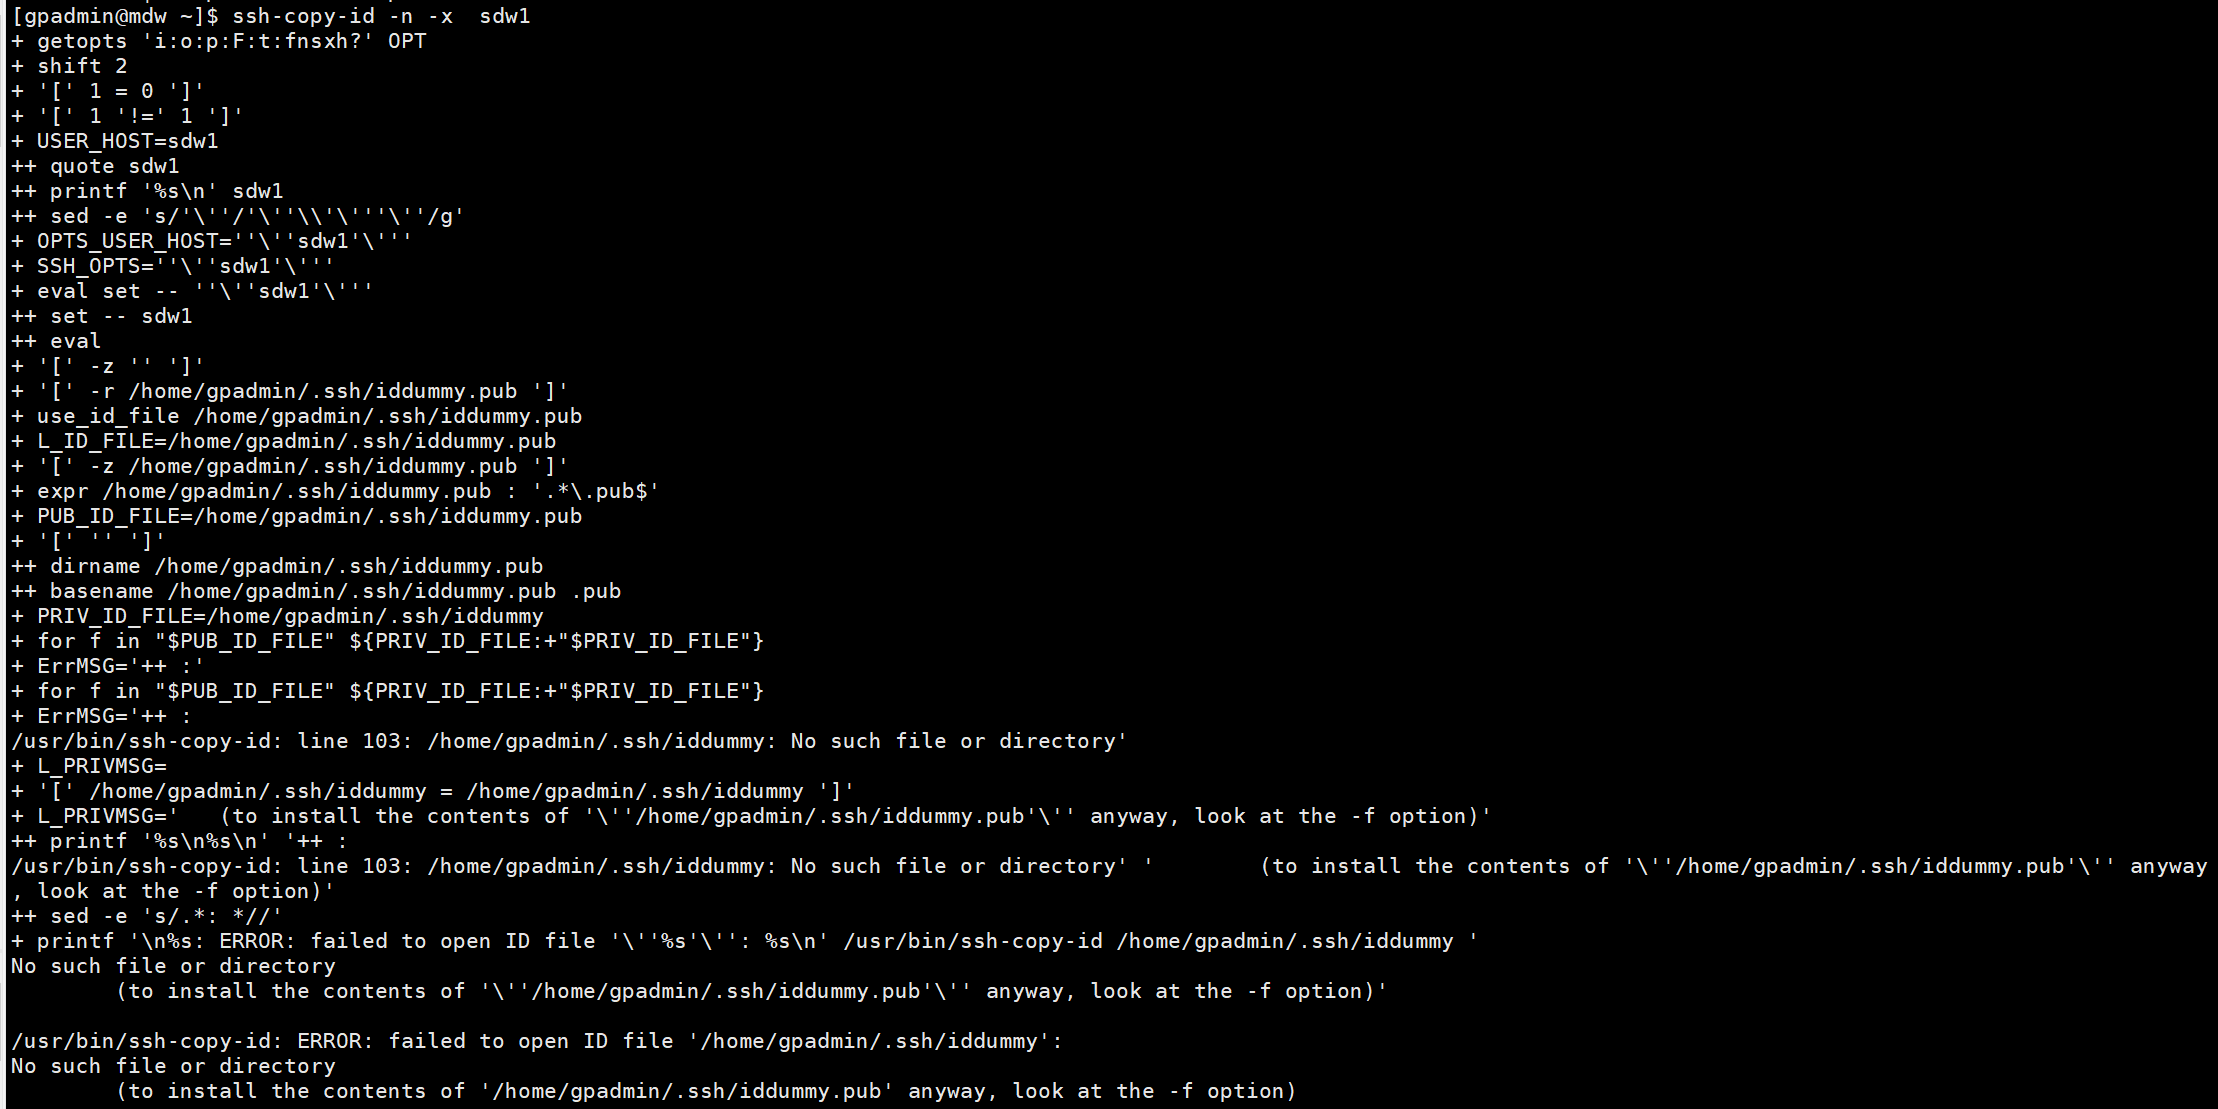 [gpadmin@mdw ~]$ ssh-copy-id -n -x  sdw1
+ getopts 'i:o:p:F:t:fnsxh?' OPT
+ shift 2
+ '[' 1 = 0 ']'
+ '[' 1 '!=' 1 ']'
+ USER_HOST=sdw1
++ quote sdw1
++ printf '%s\n' sdw1
++ sed -e 's/'\''/'\''\\'\'''\''/g'
+ OPTS_USER_HOST=''\''sdw1'\'''
+ SSH_OPTS=''\''sdw1'\'''
+ eval set -- ''\''sdw1'\'''
++ set -- sdw1
++ eval
+ '[' -z '' ']'
+ '[' -r /home/gpadmin/.ssh/iddummy.pub ']'
+ use_id_file /home/gpadmin/.ssh/iddummy.pub
+ L_ID_FILE=/home/gpadmin/.ssh/iddummy.pub
+ '[' -z /home/gpadmin/.ssh/iddummy.pub ']'
+ expr /home/gpadmin/.ssh/iddummy.pub : '.*\.pub$'
+ PUB_ID_FILE=/home/gpadmin/.ssh/iddummy.pub
+ '[' '' ']'
++ dirname /home/gpadmin/.ssh/iddummy.pub
++ basename /home/gpadmin/.ssh/iddummy.pub .pub
+ PRIV_ID_FILE=/home/gpadmin/.ssh/iddummy
+ for f in "$PUB_ID_FILE" ${PRIV_ID_FILE:+"$PRIV_ID_FILE"}
+ ErrMSG='++ :'
+ for f in "$PUB_ID_FILE" ${PRIV_ID_FILE:+"$PRIV_ID_FILE"}
+ ErrMSG='++ :
/usr/bin/ssh-copy-id: line 103: /home/gpadmin/.ssh/iddummy: No such file or directory'
+ L_PRIVMSG=
+ '[' /home/gpadmin/.ssh/iddummy = /home/gpadmin/.ssh/iddummy ']'
+ L_PRIVMSG='   (to install the contents of '\''/home/gpadmin/.ssh/iddummy.pub'\'' anyway, look at the -f option)'
++ printf '%s\n%s\n' '++ :
/usr/bin/ssh-copy-id: line 103: /home/gpadmin/.ssh/iddummy: No such file or directory' '        (to install the contents of '\''/home/gpadmin/.ssh/iddummy.pub'\'' anyway
, look at the -f option)'
++ sed -e 's/.*: *//'
+ printf '\n%s: ERROR: failed to open ID file '\''%s'\'': %s\n' /usr/bin/ssh-copy-id /home/gpadmin/.ssh/iddummy '
No such file or directory
        (to install the contents of '\''/home/gpadmin/.ssh/iddummy.pub'\'' anyway, look at the -f option)'

/usr/bin/ssh-copy-id: ERROR: failed to open ID file '/home/gpadmin/.ssh/iddummy':
No such file or directory
        (to install the contents of '/home/gpadmin/.ssh/iddummy.pub' anyway, look at the -f option)